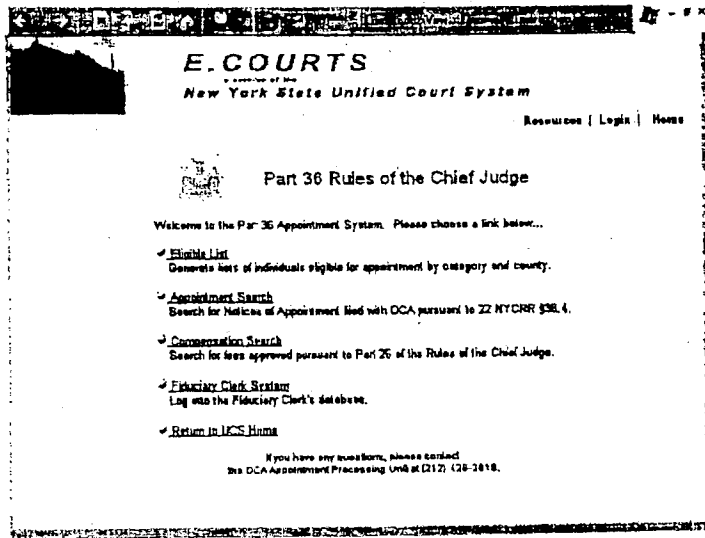 E.COURTS
a service of the
New York State Unified Court System
Resources | Login | Home
Part 36 Rules of the Chief Judge
Welcome to the Part 36 Appointment System. Please choose a link below...
Eligible List
Generate lists of individuals eligible for appointment by category and county.
Appointment Search
Search for Notices of Appointment filed with OCA pursuant to 22 NYCRR §36.4.
Compensation Search
Search for fees approved pursuant to Part 26 of the Rules of the Chief Judge.
Fiduciary Clerk System
Log into the Fiduciary Clerk's database.
Return to UCS Home
If you have any questions, please contact
the OCA Appointment Processing Unit at (212)